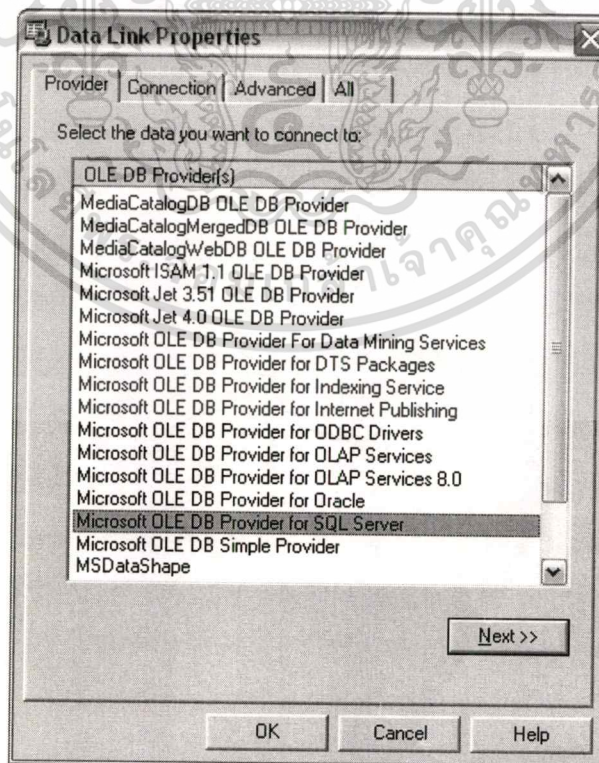 Data Link Properties
Provider Connection Advanced All
Select the data you want to connect to:
OLE DB Provider(s)
MediaCatalogDB OLE DB Provider
MediaCatalogMergedDB OLE DB Provider
MediaCatalogWebDB OLE DB Provider
Microsoft ISAM 1.1 OLE DB Provider
Microsoft Jet 3.51 OLE DB Provider
Microsoft Jet 4.0 OLE DB Provider
Microsoft OLE DB Provider For Data Mining Services
Microsoft OLE DB Provider for DTS Packages
Microsoft OLE DB Provider for Indexing Service
Microsoft OLE DB Provider for Internet Publishing
Microsoft OLE DB Provider for ODBC Drivers
Microsoft OLE DB Provider for OLAP Services
Microsoft OLE DB Provider for OLAP Services 8.0
Microsoft OLE DB Provider for Oracle
Microsoft OLE DB Provider for SQL Server
Microsoft OLE DB Simple Provider
MSDataShape
Next >>
OK Cancel Help